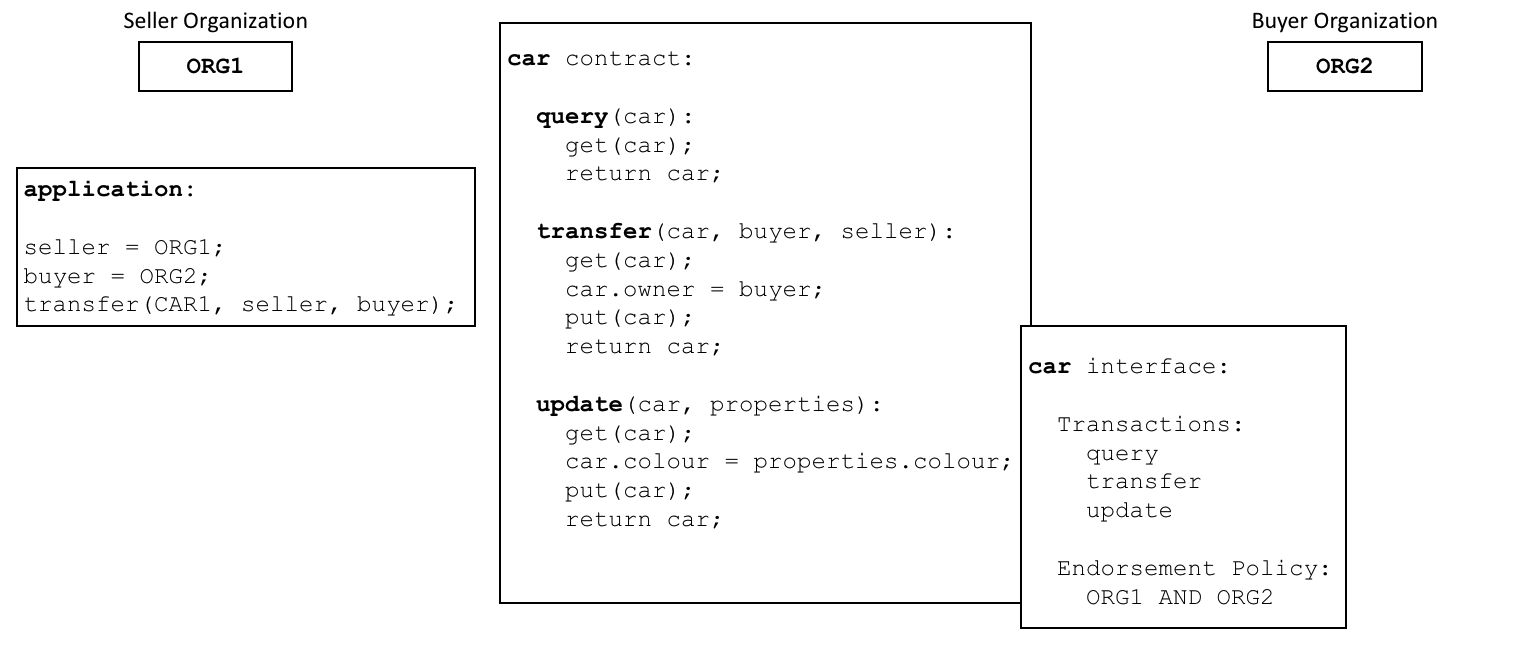 Seller Organization
ORG1
Buyer Organization
ORG2
application:
seller = ORG1;
buyer = ORG2;
transfer(CAR1, seller, buyer);
car contract:
query(car):
get(car);
return car;
transfer(car, buyer, seller):
get(car);
car.owner = buyer;
put(car);
return car;
update(car, properties):
get(car);
car.colour = properties.colour;
put(car);
return car;
car interface:
Transactions:
query
transfer
update
Endorsement Policy:
ORG1 AND ORG2